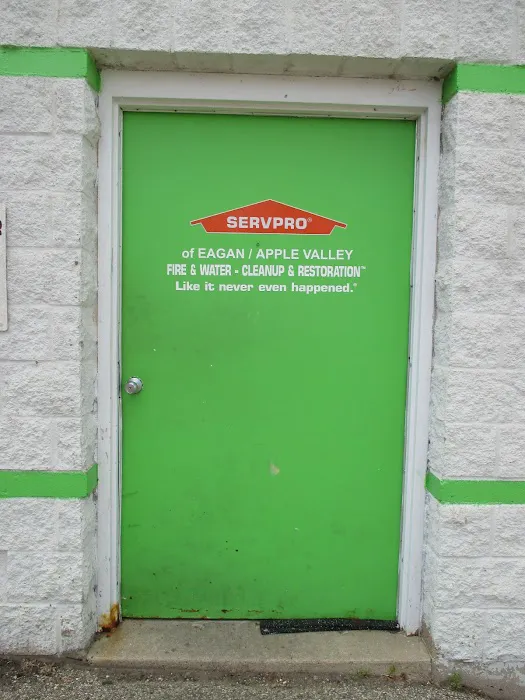 SERVPRO®
of EAGAN / APPLE VALLEY
FIRE & WATER - CLEANUP & RESTORATION™
Like it never even happened.®